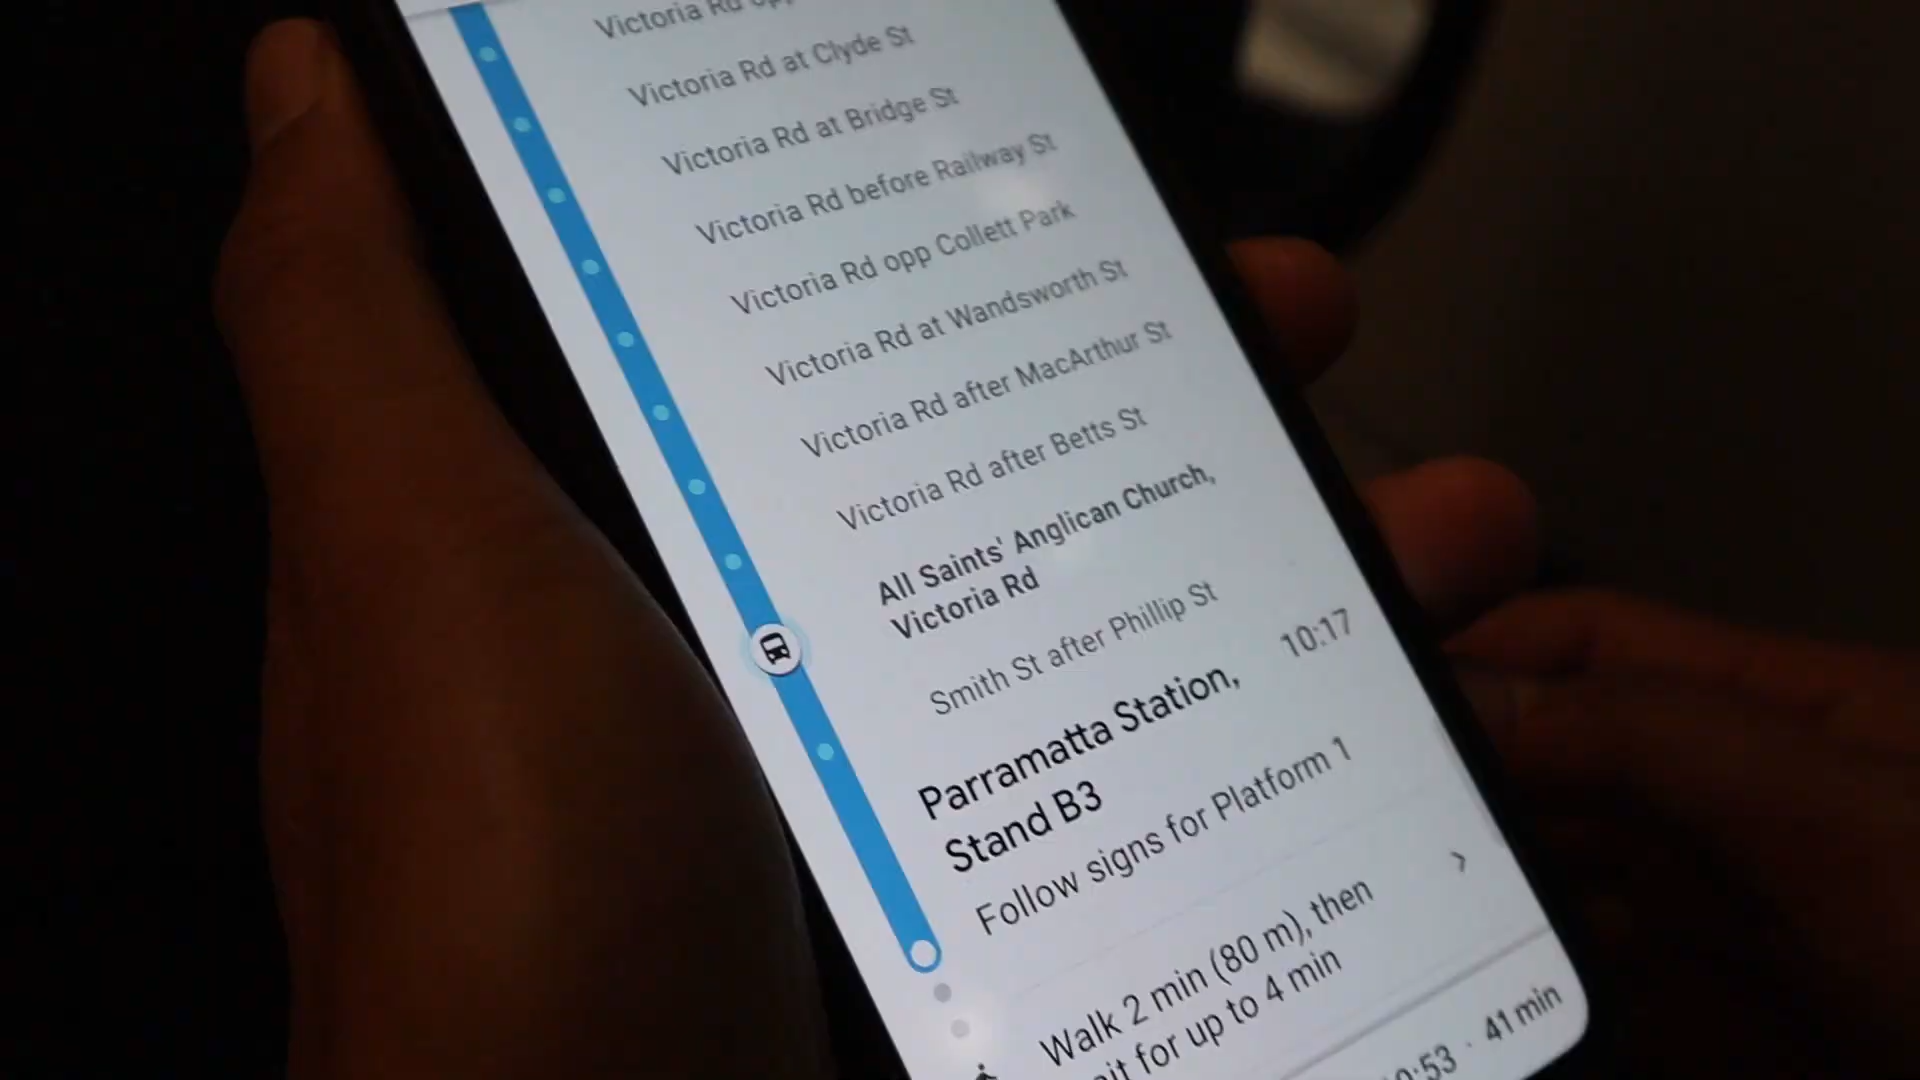 Victoria Rd opp
Victoria Rd at Clyde St
Victoria Rd at Bridge St
Victoria Rd before Railway St
Victoria Rd opp Collett Park
Victoria Rd at Wandsworth St
Victoria Rd after MacArthur St
Victoria Rd after Betts St
All Saints' Anglican Church,
Victoria Rd
Smith St after Phillip St
10:17
Parramatta Station,
Stand B3
Follow signs for Platform 1
Walk 2 min (80 m), then
for up to 4 min
41 min